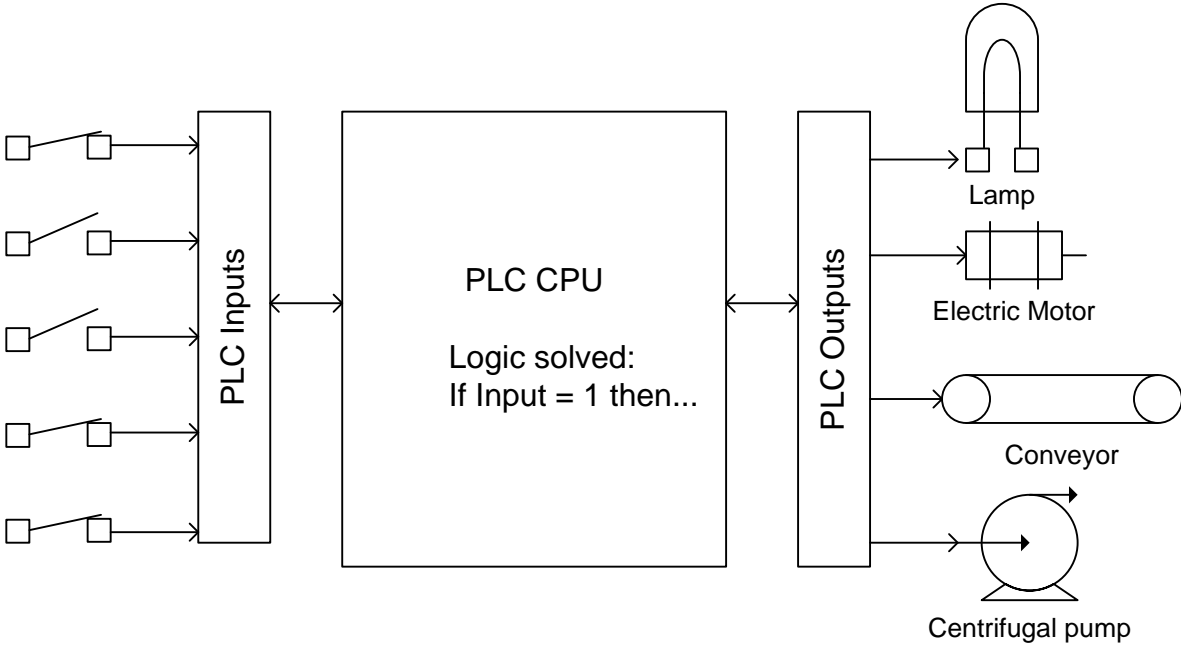 PLC Inputs
PLC CPU
Logic solved:
If Input = 1 then...
PLC Outputs
Lamp
Electric Motor
Conveyor
Centrifugal pump